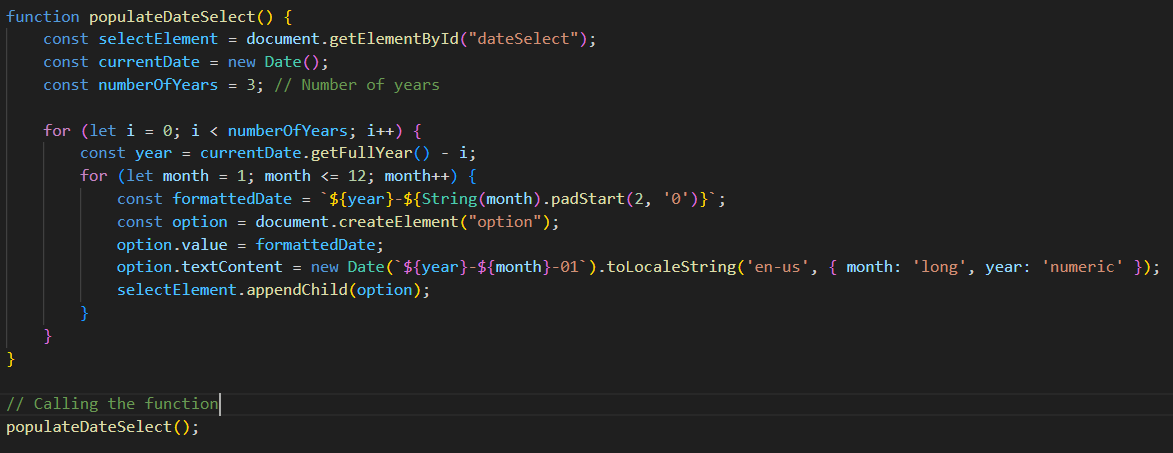 function populateDateSelect() {
    const selectElement = document.getElementById("dateSelect");
    const currentDate = new Date();
    const numberOfYears = 3; // Number of years

    for (let i = 0; i < numberOfYears; i++) {
        const year = currentDate.getFullYear() - i;
        for (let month = 1; month <= 12; month++) {
            const formattedDate = `${year}-${String(month).padStart(2, '0')}`;
            const option = document.createElement("option");
            option.value = formattedDate;
            option.textContent = new Date(`${year}-${month}-01`).toLocaleString('en-us', { month: 'long', year: 'numeric' });
            selectElement.appendChild(option);
        }
    }
}

// Calling the function
populateDateSelect();